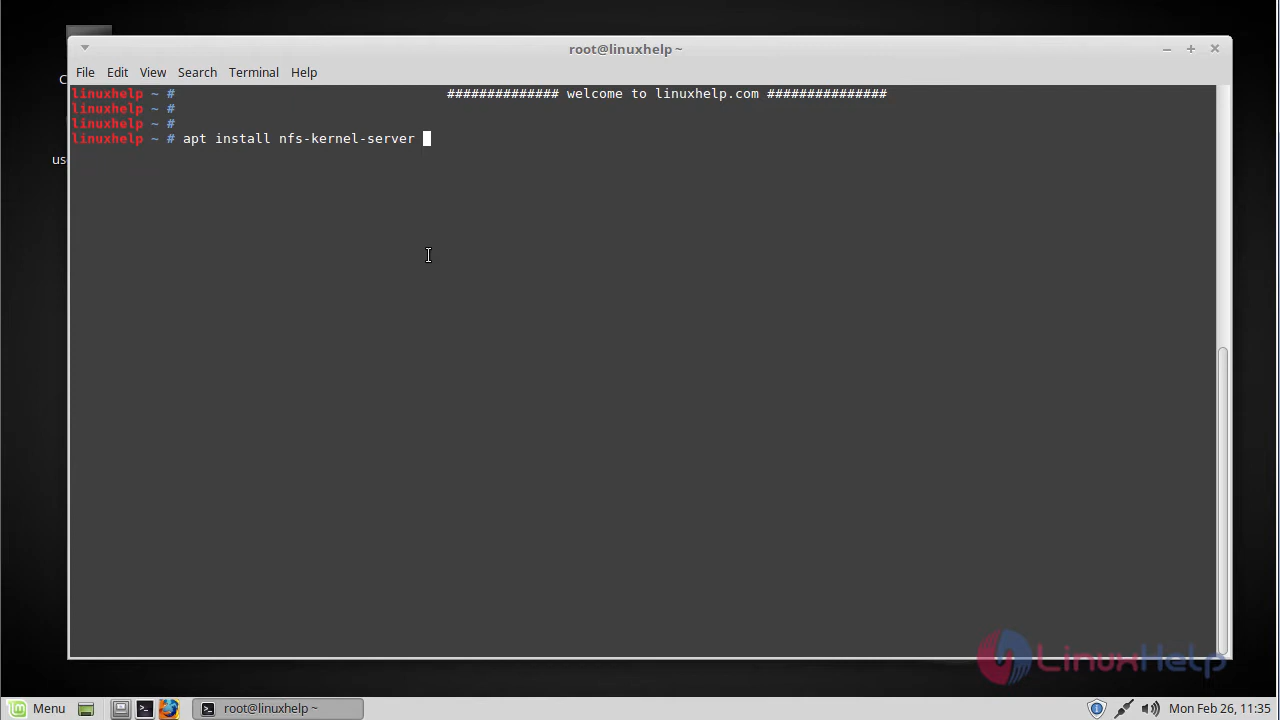 root@linuxhelp ~
File Edit View Search Terminal Help
linuxhelp ~ # ############## welcome to linuxhelp.com ###############
linuxhelp ~ #
linuxhelp ~ #
linuxhelp ~ # apt install nfs-kernel-server
C
us
LinuxHelp
Menu root@linuxhelp ~ Mon Feb 26, 11:35